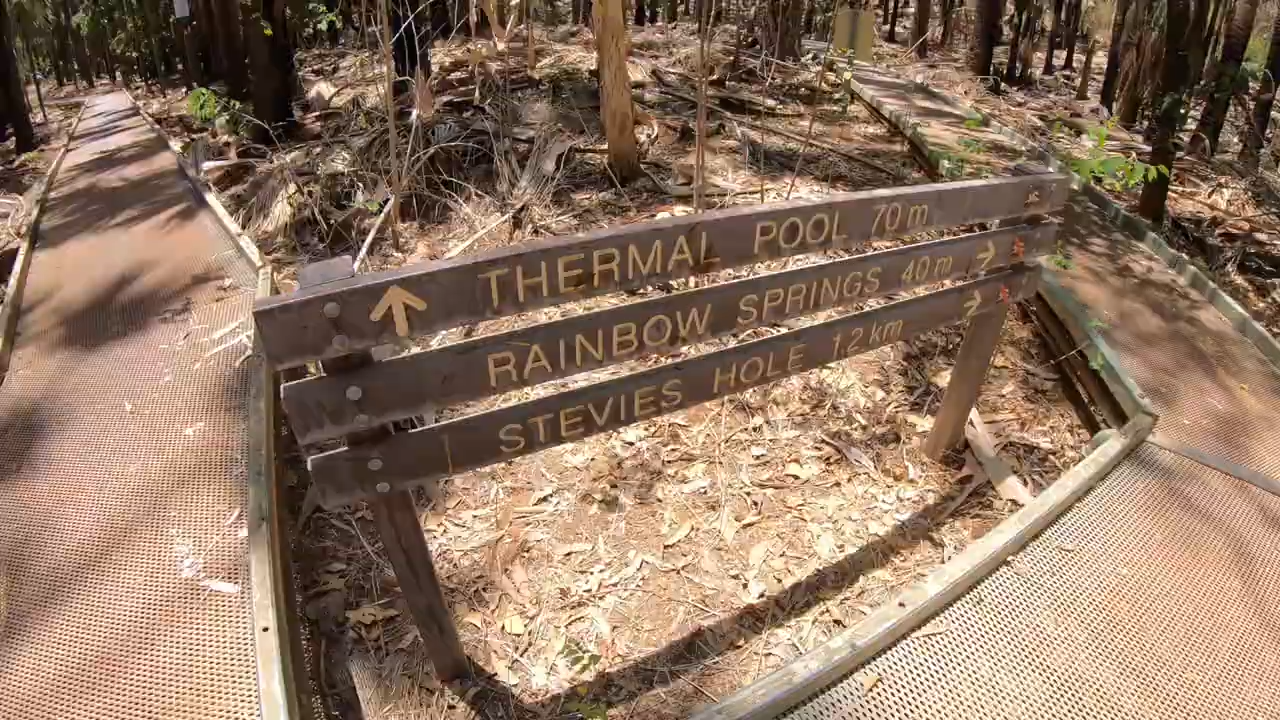 ↑ THERMAL POOL 70 m
RAINBOW SPRINGS 40 m →
STEVIES HOLE 1.2 km →